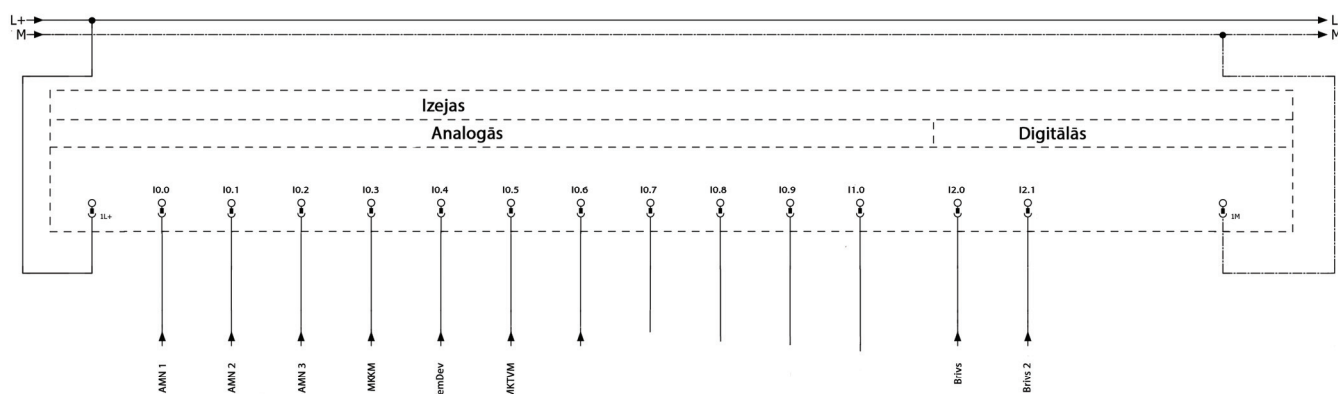 L+ L
M M
Izejas
Analogās Digitālās
I0.0 I0.1 I0.2 I0.3 I0.4 I0.5 I0.6 I0.7 I0.8 I0.9 I1.0 I2.0 I2.1
1L+ 1M
AMN 1
AMN 2
AMN 3
MKKM
emDev
MKTVM
Brivs
Brivs 2